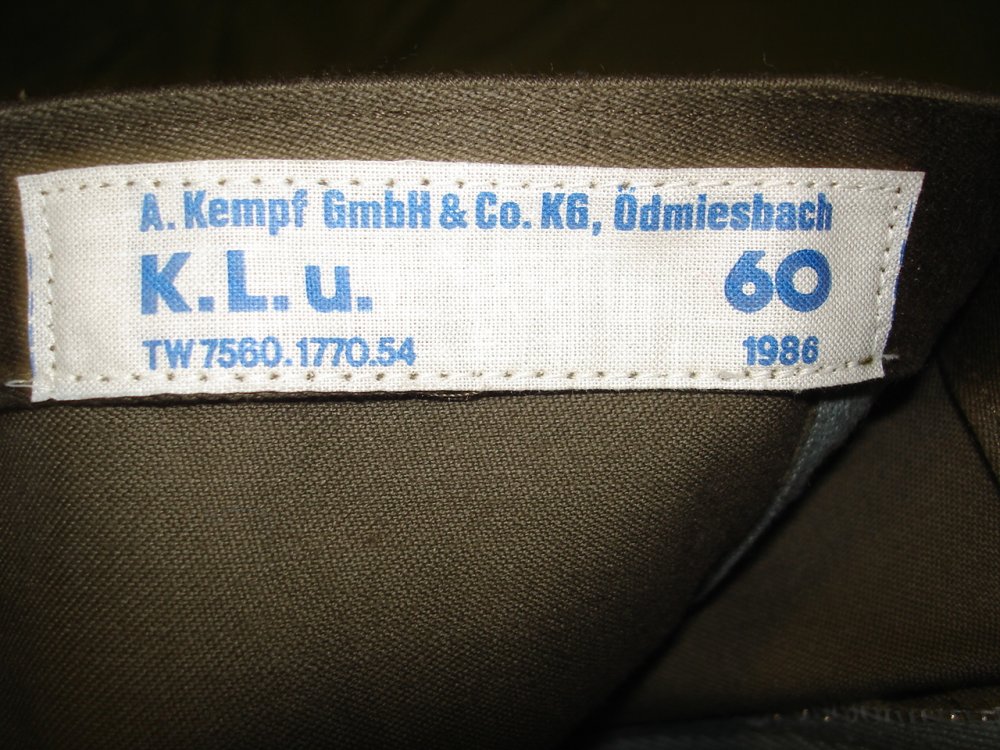 A. Kempf GmbH & Co. KG, Ödmiesbach
K.L.u. 60
TW 7560.1770.54 1986